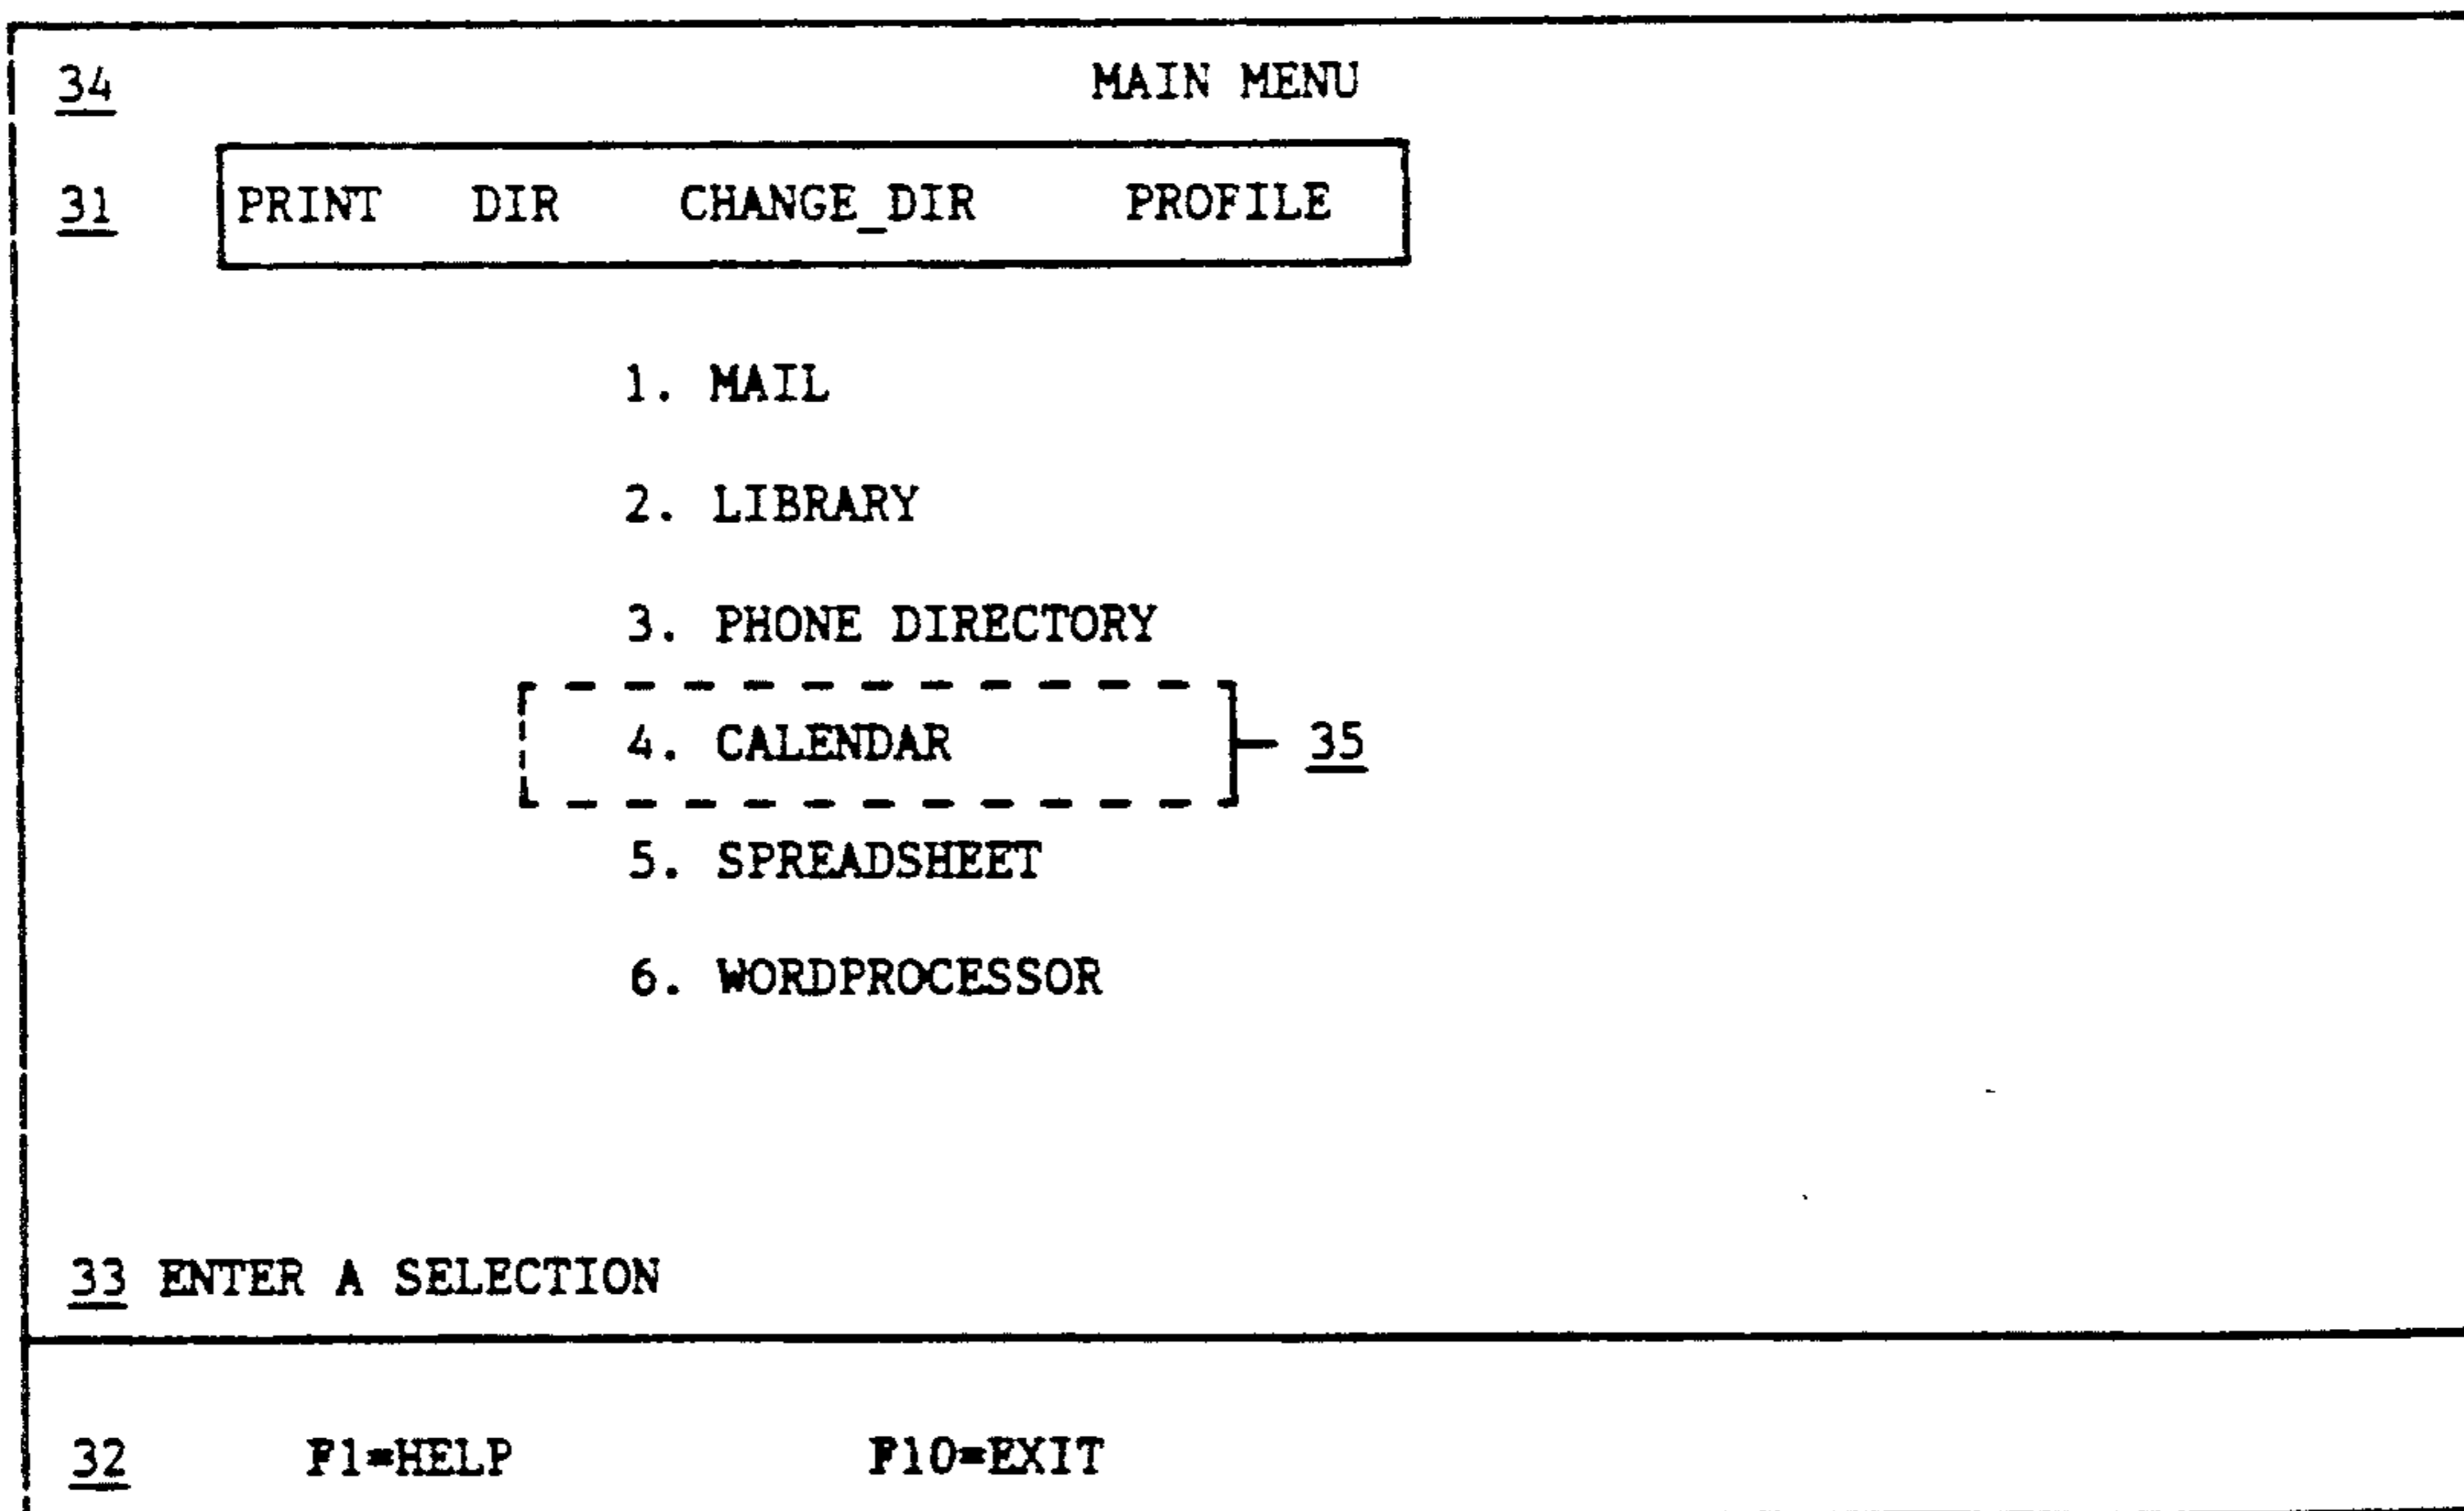 34 MAIN MENU
31 PRINT DIR CHANGE_DIR PROFILE
1. MAIL
2. LIBRARY
3. PHONE DIRECTORY
4. CALENDAR 35
5. SPREADSHEET
6. WORDPROCESSOR
33 ENTER A SELECTION
32 F1=HELP F10=EXIT